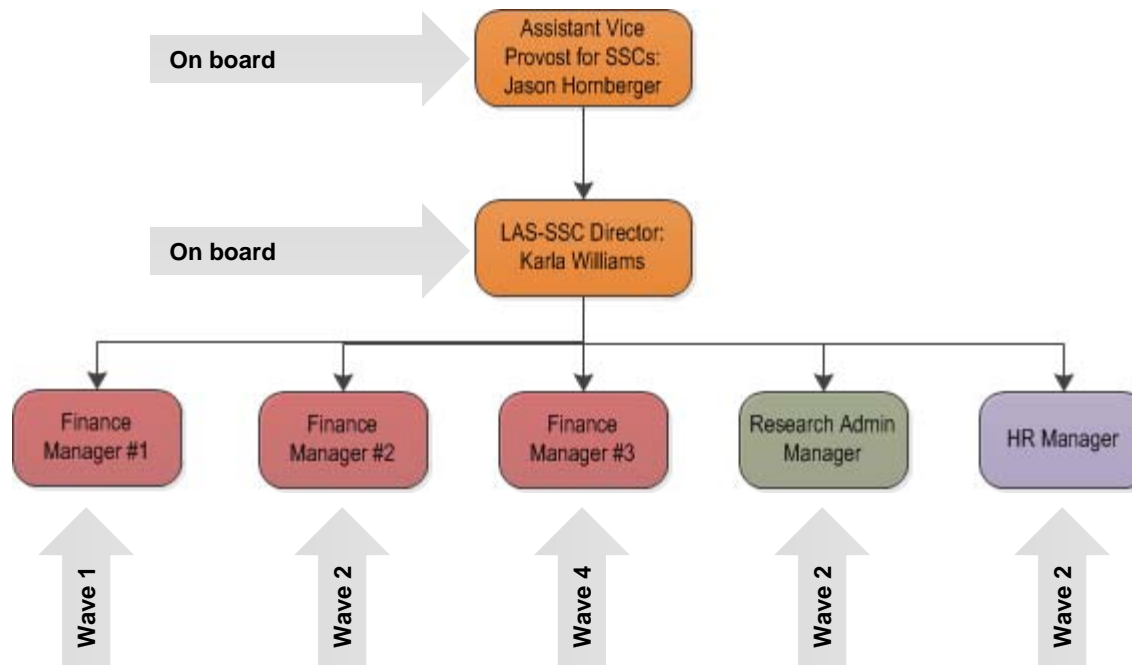 Assistant Vice
Provost for SSCs:
Jason Hornberger
On board
LAS-SSC Director:
Karla Williams
On board
Finance
Manager #1
Finance
Manager #2
Finance
Manager #3
Research Admin
Manager
HR Manager
Wave 1
Wave 2
Wave 4
Wave 2
Wave 2